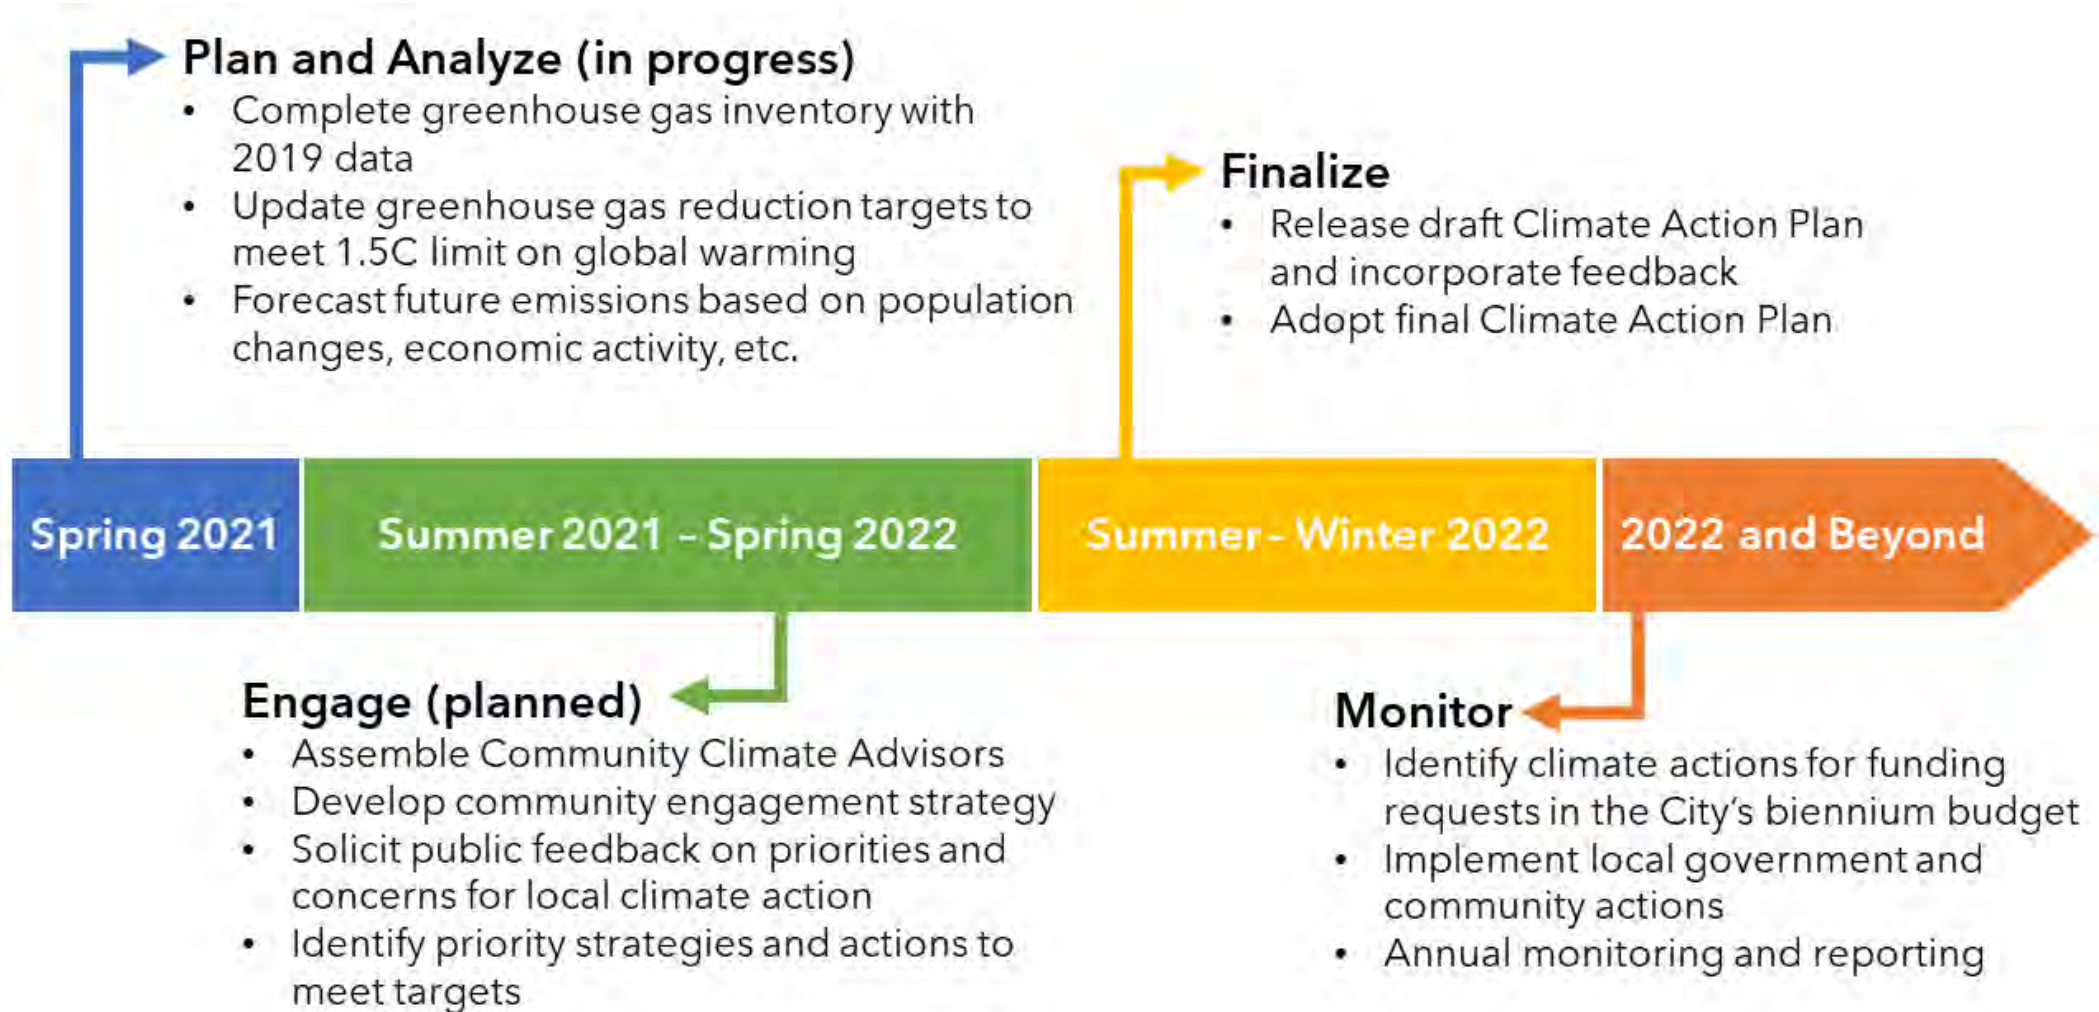 Plan and Analyze (in progress)
• Complete greenhouse gas inventory with
2019 data
• Update greenhouse gas reduction targets to
meet 1.5C limit on global warming
• Forecast future emissions based on population
changes, economic activity, etc.
Finalize
• Release draft Climate Action Plan
and incorporate feedback
• Adopt final Climate Action Plan
Spring 2021
Summer 2021 – Spring 2022
Summer – Winter 2022
2022 and Beyond
Engage (planned)
• Assemble Community Climate Advisors
• Develop community engagement strategy
• Solicit public feedback on priorities and
concerns for local climate action
• Identify priority strategies and actions to
meet targets
Monitor
• Identify climate actions for funding
requests in the City’s biennium budget
• Implement local government and
community actions
• Annual monitoring and reporting